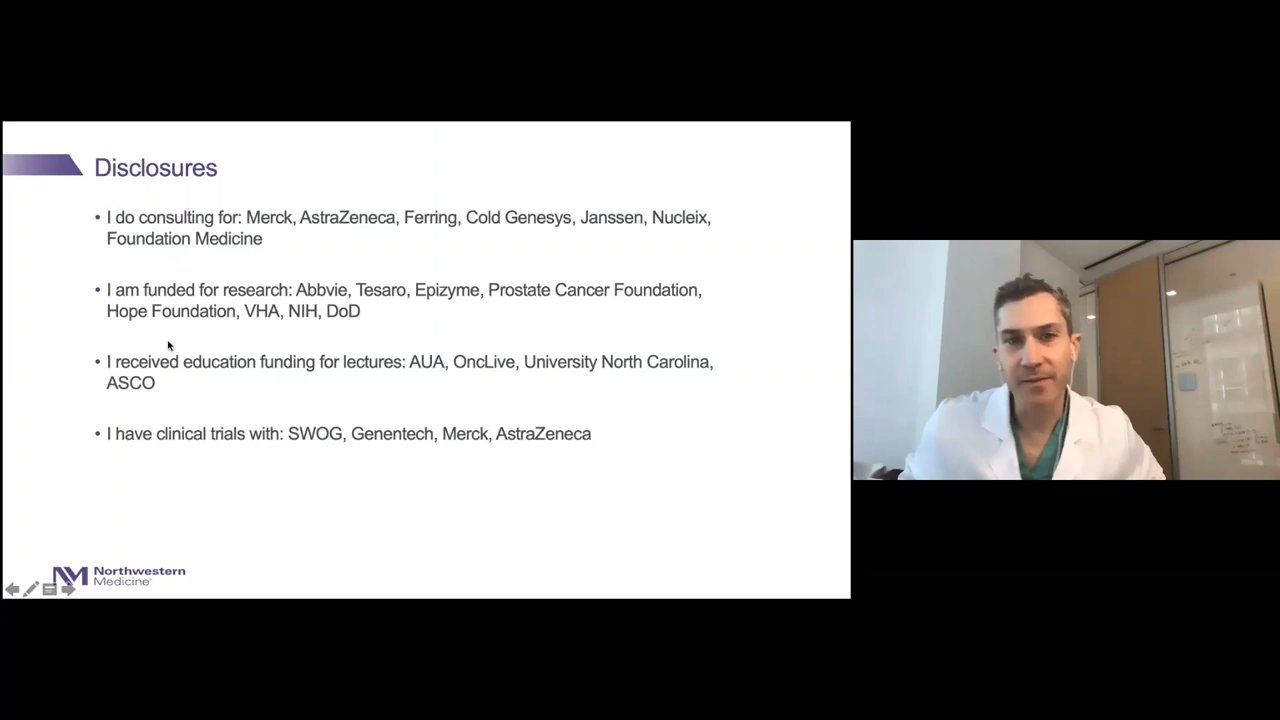 Disclosures
• I do consulting for: Merck, AstraZeneca, Ferring, Cold Genesys, Janssen, Nucleix,
Foundation Medicine
• I am funded for research: Abbvie, Tesaro, Epizyme, Prostate Cancer Foundation,
Hope Foundation, VHA, NIH, DoD
• I received education funding for lectures: AUA, OncLive, University North Carolina,
ASCO
• I have clinical trials with: SWOG, Genentech, Merck, AstraZeneca
NM Northwestern
Medicine